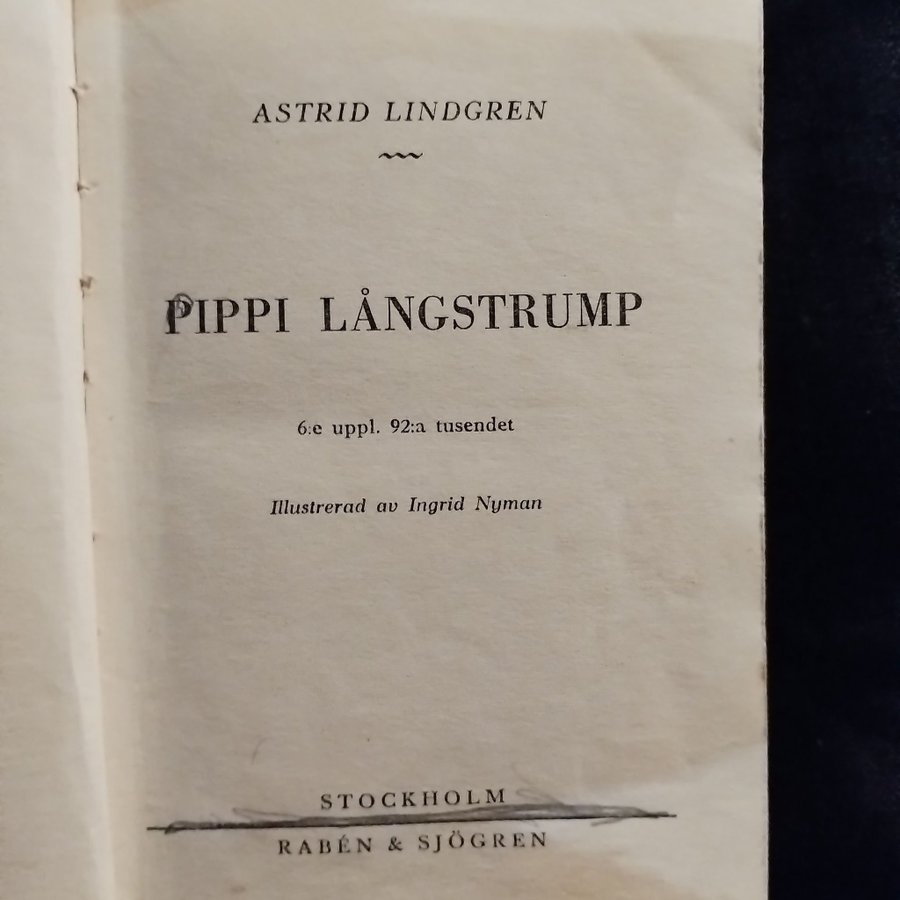 ASTRID LINDGREN
PIPPI LÅNGSTRUMP
6:e uppl. 92:a tusendet
Illustrerad av Ingrid Nyman
STOCKHOLM
RABÉN & SJÖGREN